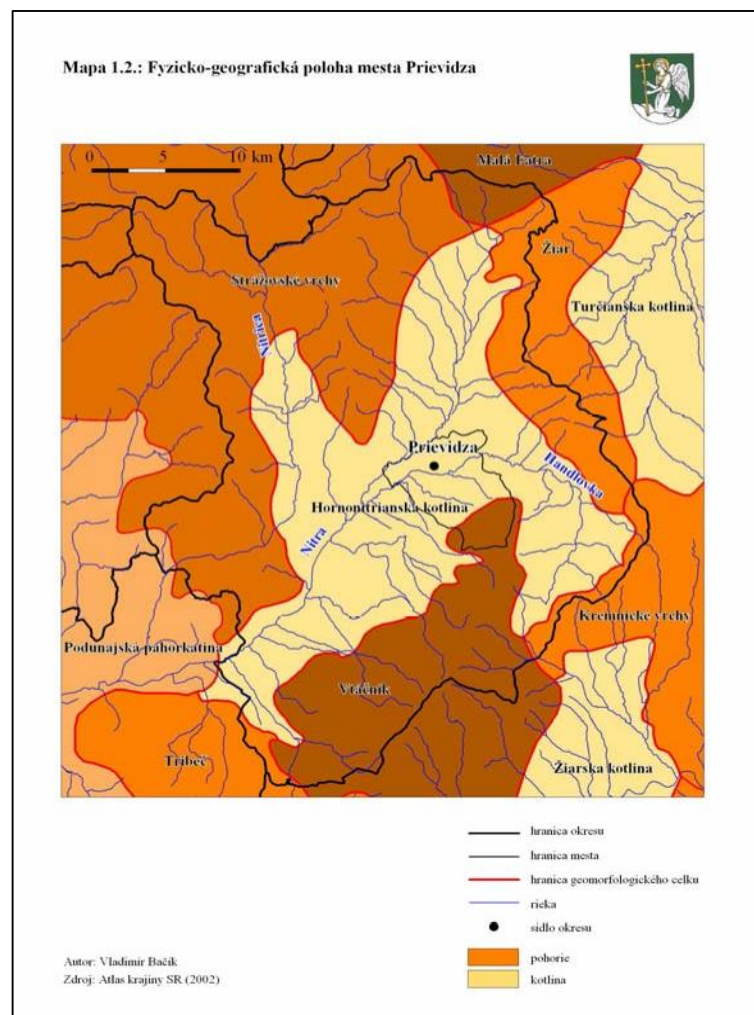 Mapa 1.2.: Fyzicko-geografická poloha mesta Prievidza
0 5 10 km
Malá Fatra
Žiar
Strážovské vrchy
Turčianska kotlina
Nitrica
Prievidza
Handlovka
Hornonitrianska kotlina
Nitra
Kremnické vrchy
Podunajská pahorkatina
Vtáčnik
Tribeč
Žiarska kotlina
hranica okresu
hranica mesta
hranica geomorfologického celku
rieka
sídlo okresu
pohorie
kotlina
Autor: Vladimír Bačík
Zdroj: Atlas krajiny SR (2002)